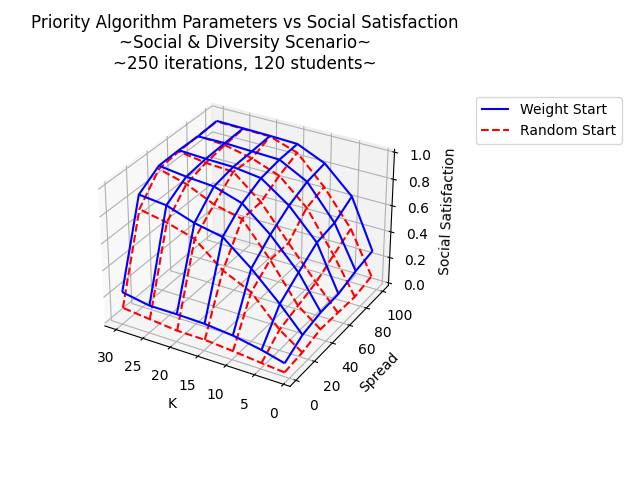 Priority Algorithm Parameters vs Social Satisfaction
~Social & Diversity Scenario~
~250 iterations, 120 students~
Weight Start
Random Start
1.0
0.8
0.6
0.4
0.2
0.0
Social Satisfaction
100
80
60
40
20
0
Spread
30
25
20
15
10
5
0
K